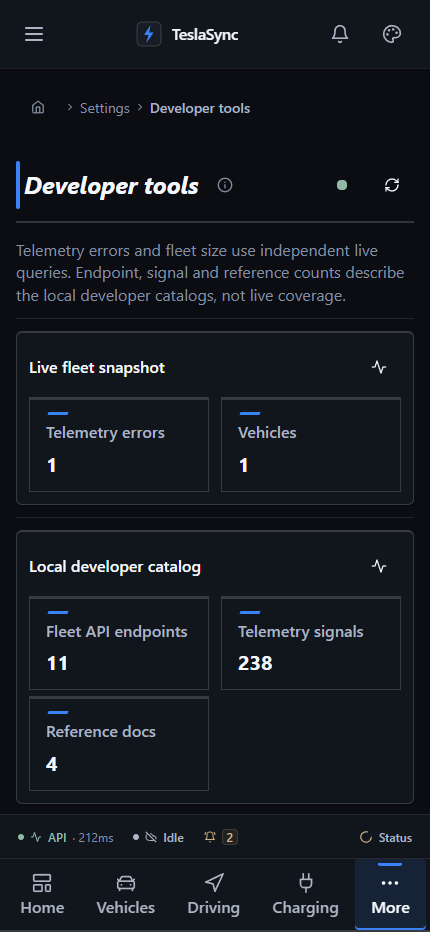 TeslaSync
Settings > Developer tools
Developer tools
Telemetry errors and fleet size use independent live
queries. Endpoint, signal and reference counts describe
the local developer catalogs, not live coverage.
Live fleet snapshot
Telemetry errors
1
Vehicles
1
Local developer catalog
Fleet API endpoints
11
Telemetry signals
238
Reference docs
4
API · 212ms
Idle
2
Status
Home
Vehicles
Driving
Charging
More